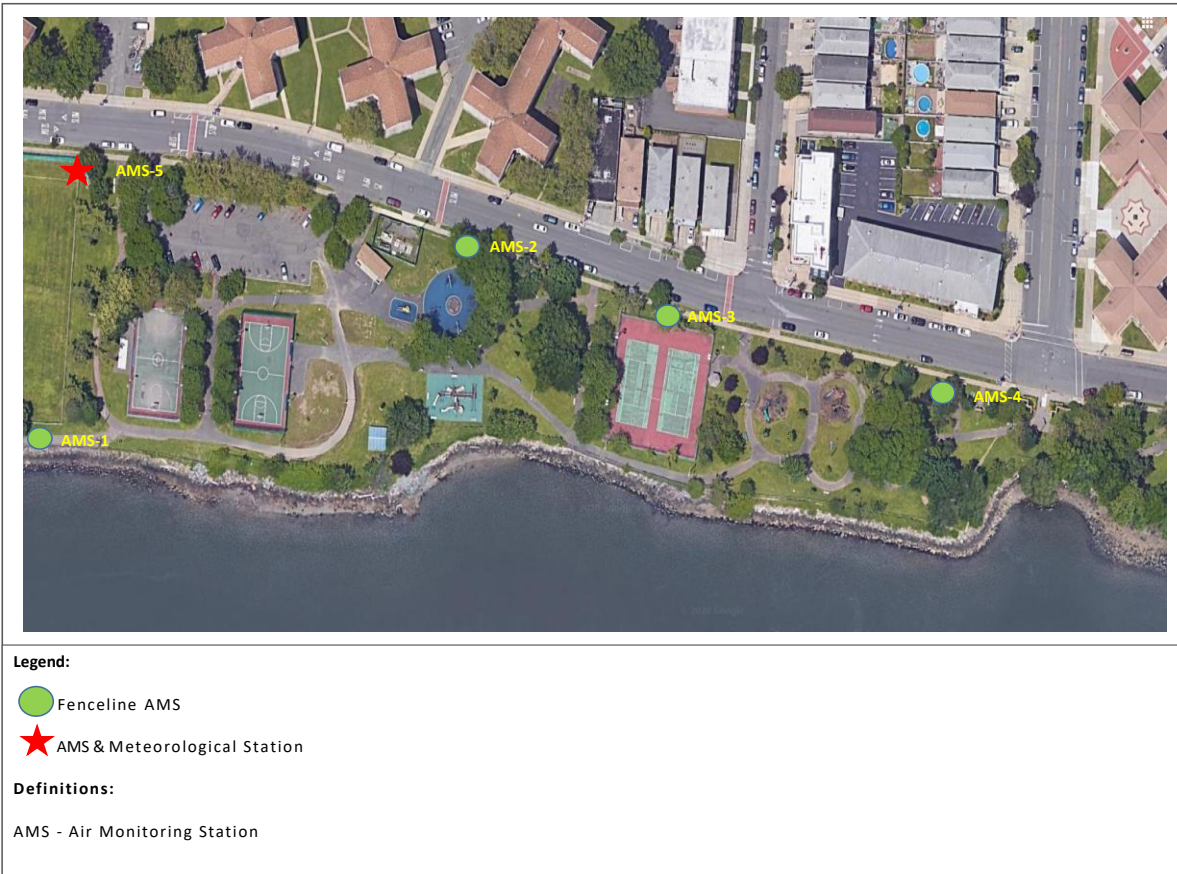 AMS-5
AMS-2
AMS-3
AMS-4
AMS-1
Legend:
Fenceline AMS
AMS & Meteorological Station
Definitions:
AMS - Air Monitoring Station